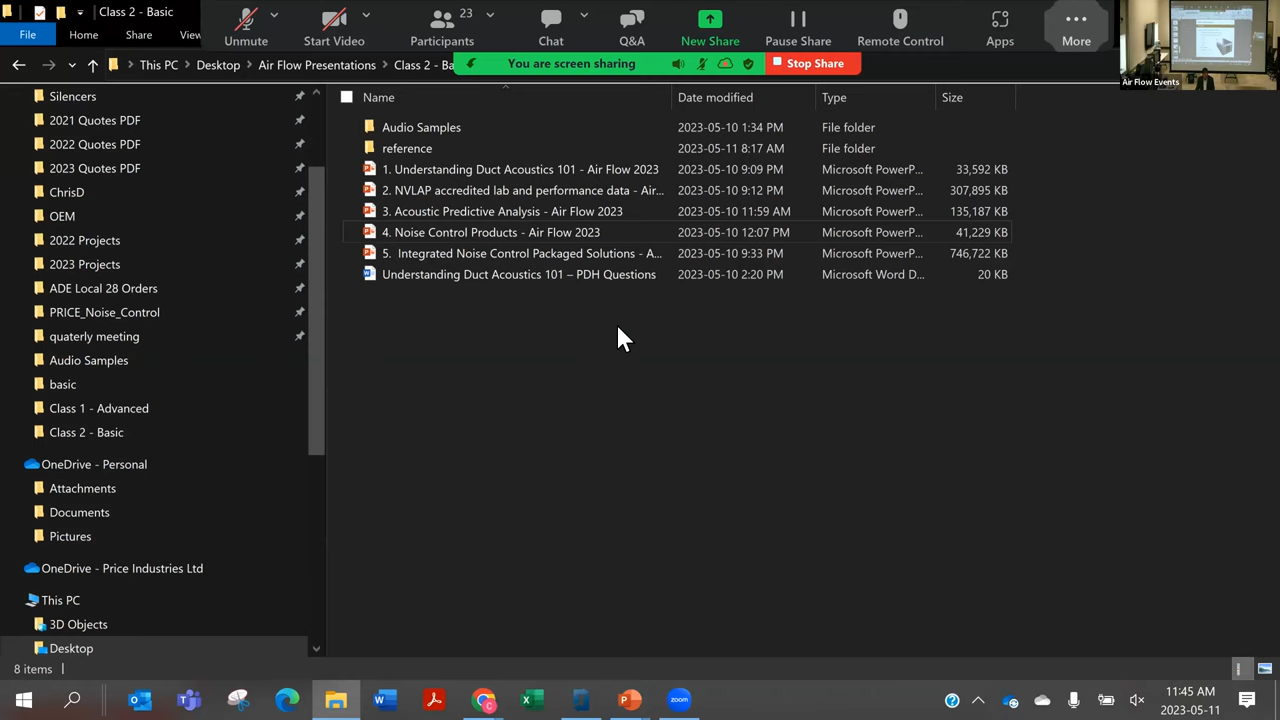 Class 2 - Basic
File Home Share Vie
Unmute Start Video Participants 23 Chat Q&A New Share Pause Share Remote Control Apps More
You are screen sharing Stop Share
Air Flow Events
This PC Desktop Air Flow Presentations Class 2 - Ba
Name Date modified Type Size
Audio Samples 2023-05-10 1:34 PM File folder
reference 2023-05-11 8:17 AM File folder
1. Understanding Duct Acoustics 101 - Air Flow 2023 2023-05-10 9:09 PM Microsoft PowerP... 33,592 KB
2. NVLAP accredited lab and performance data - Air... 2023-05-10 9:12 PM Microsoft PowerP... 307,895 KB
3. Acoustic Predictive Analysis - Air Flow 2023 2023-05-10 11:59 AM Microsoft PowerP... 135,187 KB
4. Noise Control Products - Air Flow 2023 2023-05-10 12:07 PM Microsoft PowerP... 41,229 KB
5. Integrated Noise Control Packaged Solutions - A... 2023-05-10 9:33 PM Microsoft PowerP... 746,722 KB
Understanding Duct Acoustics 101 – PDH Questions 2023-05-10 2:20 PM Microsoft Word D... 20 KB
Silencers
2021 Quotes PDF
2022 Quotes PDF
2023 Quotes PDF
ChrisD
OEM
2022 Projects
2023 Projects
ADE Local 28 Orders
PRICE_Noise_Control
quaterly meeting
Audio Samples
basic
Class 1 - Advanced
Class 2 - Basic
OneDrive - Personal
Attachments
Documents
Pictures
OneDrive - Price Industries Ltd
This PC
3D Objects
Desktop
8 items
zoom
11:45 AM
2023-05-11